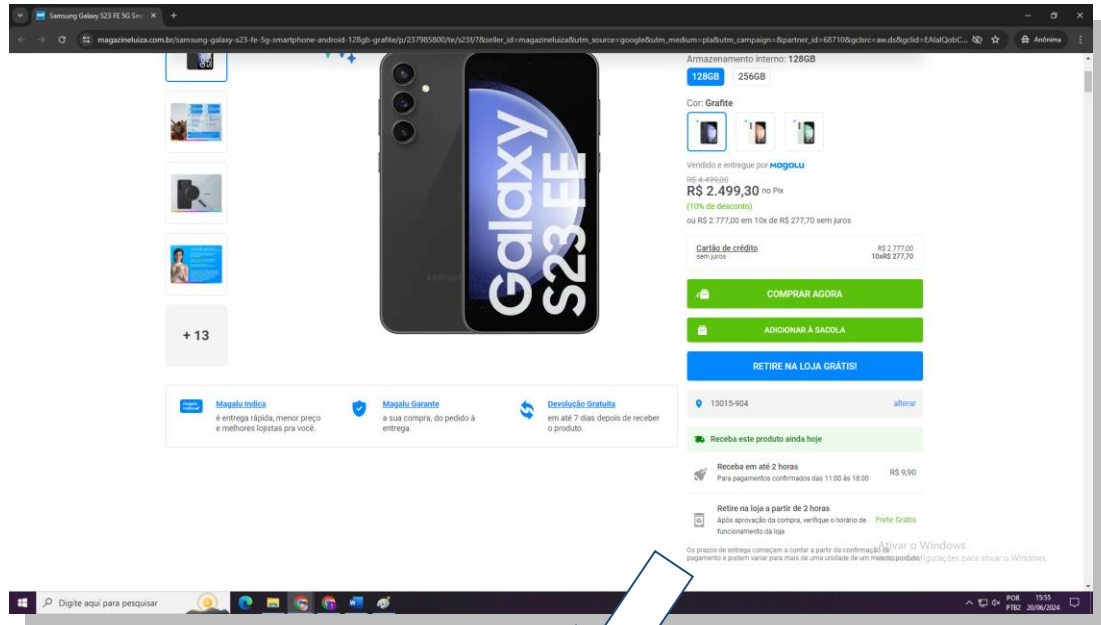 Samsung Galaxy S23 FE 5G Sm
magazineluiza.com.br/samsung-galaxy-s23-fe-5g-smartphone-android-128gb-grafite/p/237985800/te/s23f/?&seller_id=magazineluiza&utm_source=google&utm_medium=pla&utm_campaign=&partner_id=68710&gclsrc=aw.ds&gclid=EAIaIQobC...
Anônima
Armazenamento interno: 128GB
128GB 256GB
Cor: Grafite
Vendido e entregue por Magalu
R$ 4.499,00
R$ 2.499,30 no Pix
(10% de desconto)
ou R$ 2.777,00 em 10x de R$ 277,70 sem juros
Cartão de crédito R$ 2.777,00
sem juros 10xR$ 277,70
COMPRAR AGORA
ADICIONAR À SACOLA
RETIRE NA LOJA GRÁTIS!
Galaxy
S23 FE
SAMSUNG
+ 13
Magalu Indica
é entrega rápida, menor preço
e melhores lojistas pra você.
Magalu Garante
a sua compra, do pedido à
entrega.
Devolução Gratuita
em até 7 dias depois de receber
o produto.
13015-904 alterar
Receba este produto ainda hoje
Receba em até 2 horas
Para pagamentos confirmados das 11:00 às 18:00
R$ 9,90
Retire na loja a partir de 2 horas
Após aprovação da compra, verifique o horário de
funcionamento da loja
Frete Grátis
Os prazos de entrega começam a contar a partir da confirmação de
pagamento e podem variar para mais de uma unidade de um mesmo produto.
Ativar o Windows
configurações para ativar o Windows.
Digite aqui para pesquisar
POR 15:55
PTB2 20/06/2024